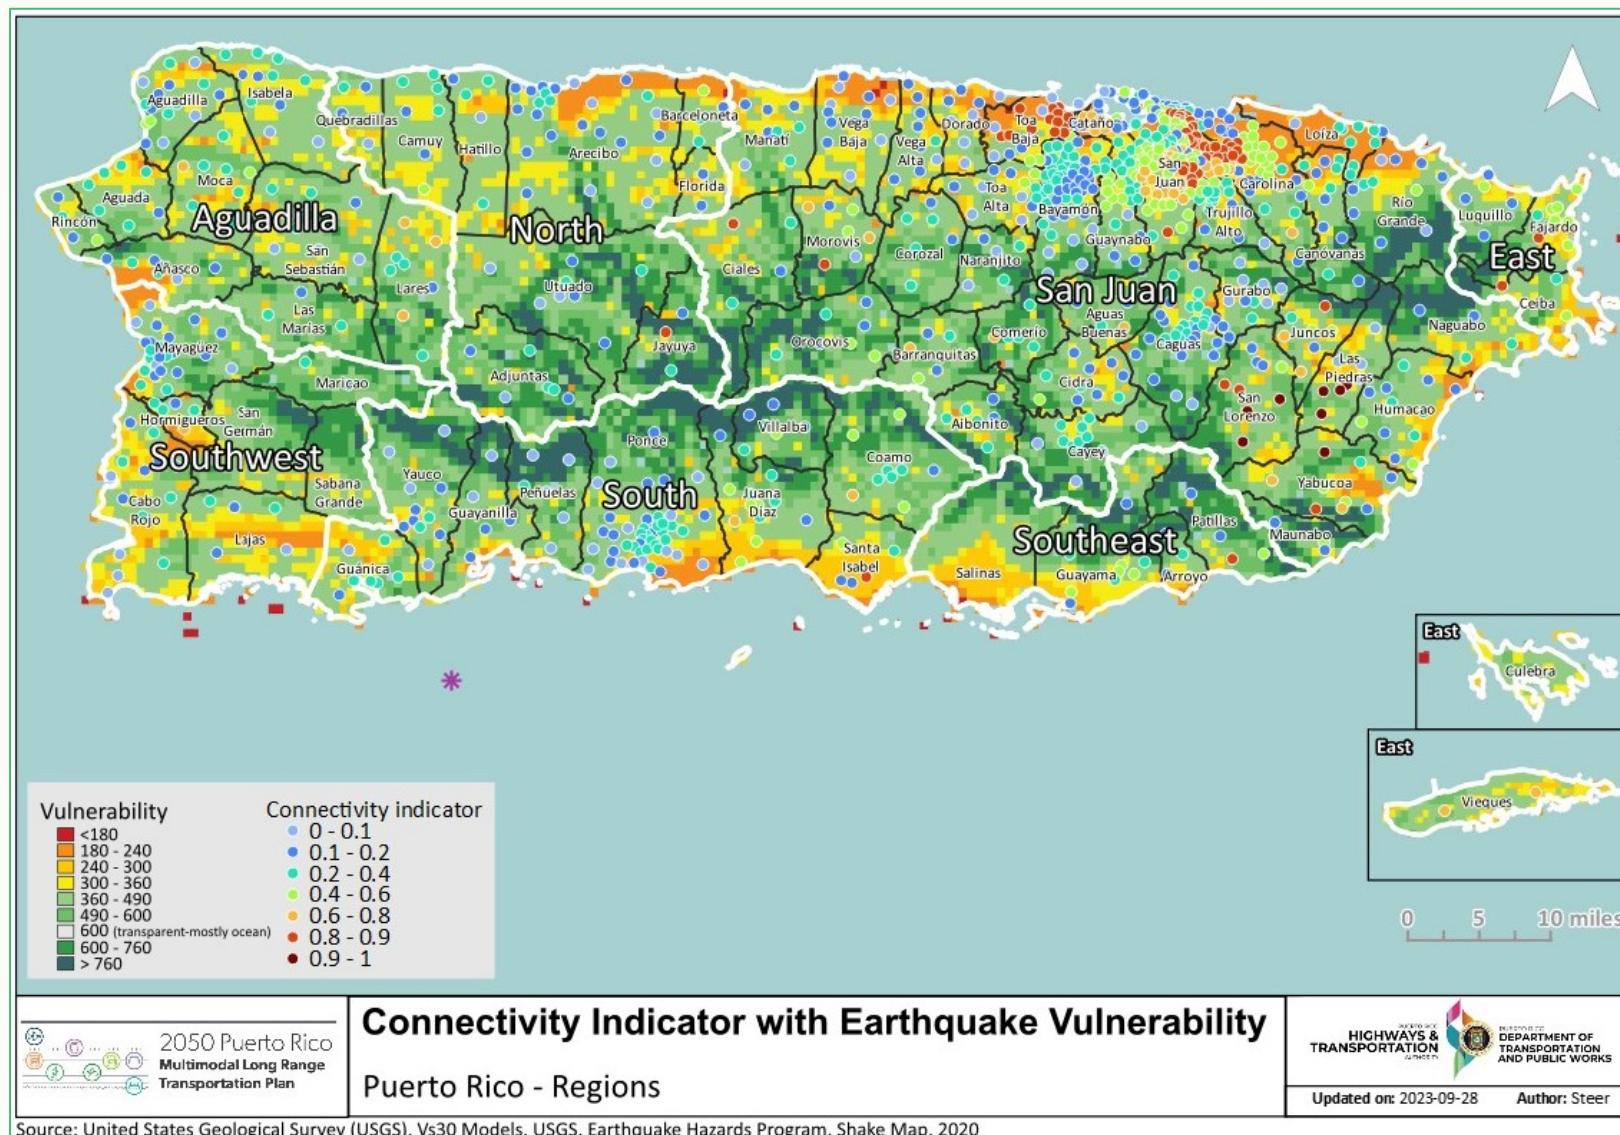 Aguadilla
Isabela
Quebradillas
Camuy
Hatillo
Arecibo
Barceloneta
Manatí
Vega
Baja
Vega
Alta
Dorado
Toa
Baja
Cataño
Loíza
Moca
Aguada
Rincón
Aguadilla
Florida
North
Toa
Alta
Bayamón
San
Juan
Carolina
Trujillo
Alto
Río
Grande
Luquillo
Fajardo
San
Sebastián
Añasco
Las
Marías
Lares
Utuado
Ciales
Morovis
Corozal
Naranjito
Guaynabo
Canóvanas
East
Ceiba
San Juan
Gurabo
Naguabo
Mayagüez
Maricao
Adjuntas
Jayuya
Orocovis
Barranquitas
Comerío
Aguas
Buenas
Caguas
Juncos
Las
Piedras
Hormigueros
San
Germán
Southwest
Sabana
Grande
Yauco
Ponce
Villalba
Coamo
Aibonito
Cidra
Cayey
San
Lorenzo
Humacao
Yabucoa
Cabo
Rojo
Lajas
Guánica
Guayanilla
Peñuelas
South
Juana
Díaz
Santa
Isabel
Salinas
Southeast
Guayama
Arroyo
Patillas
Maunabo
East
Culebra
East
Vieques
Vulnerability
<180
180 - 240
240 - 300
300 - 360
360 - 490
490 - 600
600 (transparent-mostly ocean)
600 - 760
> 760
Connectivity indicator
0 - 0.1
0.1 - 0.2
0.2 - 0.4
0.4 - 0.6
0.6 - 0.8
0.8 - 0.9
0.9 - 1
0 5 10 miles
2050 Puerto Rico
Multimodal Long Range
Transportation Plan
Connectivity Indicator with Earthquake Vulnerability
Puerto Rico - Regions
PUERTO RICO
HIGHWAYS &
TRANSPORTATION
AUTHORITY
PUERTO RICO
DEPARTMENT OF
TRANSPORTATION
AND PUBLIC WORKS
Updated on: 2023-09-28 Author: Steer
Source: United States Geological Survey (USGS), Vs30 Models, USGS, Earthquake Hazards Program, Shake Map, 2020